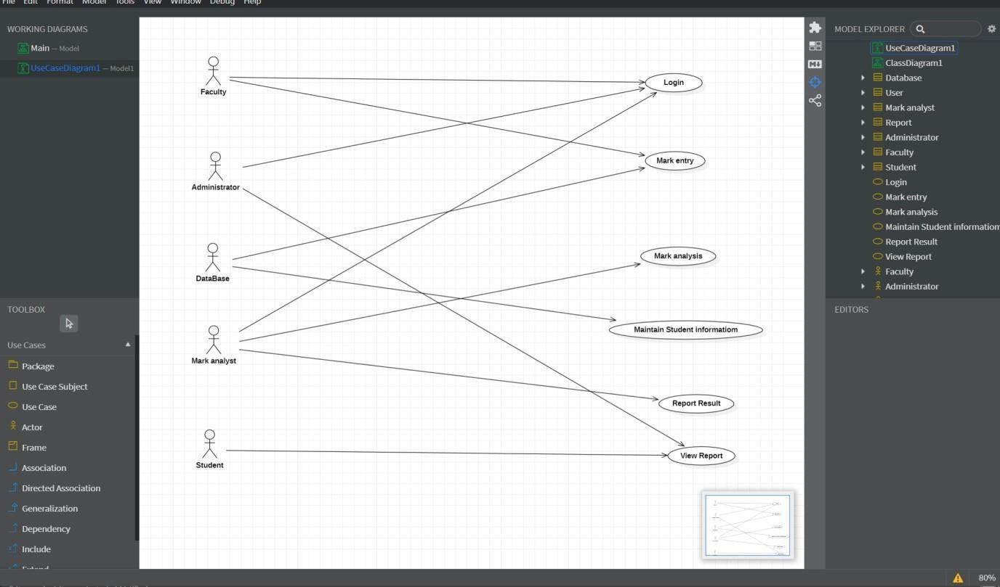 File Edit Format Model Tools View Window Debug Help
WORKING DIAGRAMS
Main — Model
UseCaseDiagram1 — Model1
TOOLBOX
Use Cases
Package
Use Case Subject
Use Case
Actor
Frame
Association
Directed Association
Generalization
Dependency
Include
Extend
Faculty
Login
Mark entry
Administrator
DataBase
Mark analysis
Maintain Student informatiom
Mark analyst
Report Result
Student
View Report
MODEL EXPLORER
UseCaseDiagram1
ClassDiagram1
Database
User
Mark analyst
Report
Administrator
Faculty
Student
Login
Mark entry
Mark analysis
Maintain Student informatiom
Report Result
View Report
Faculty
Administrator
EDITORS
80%